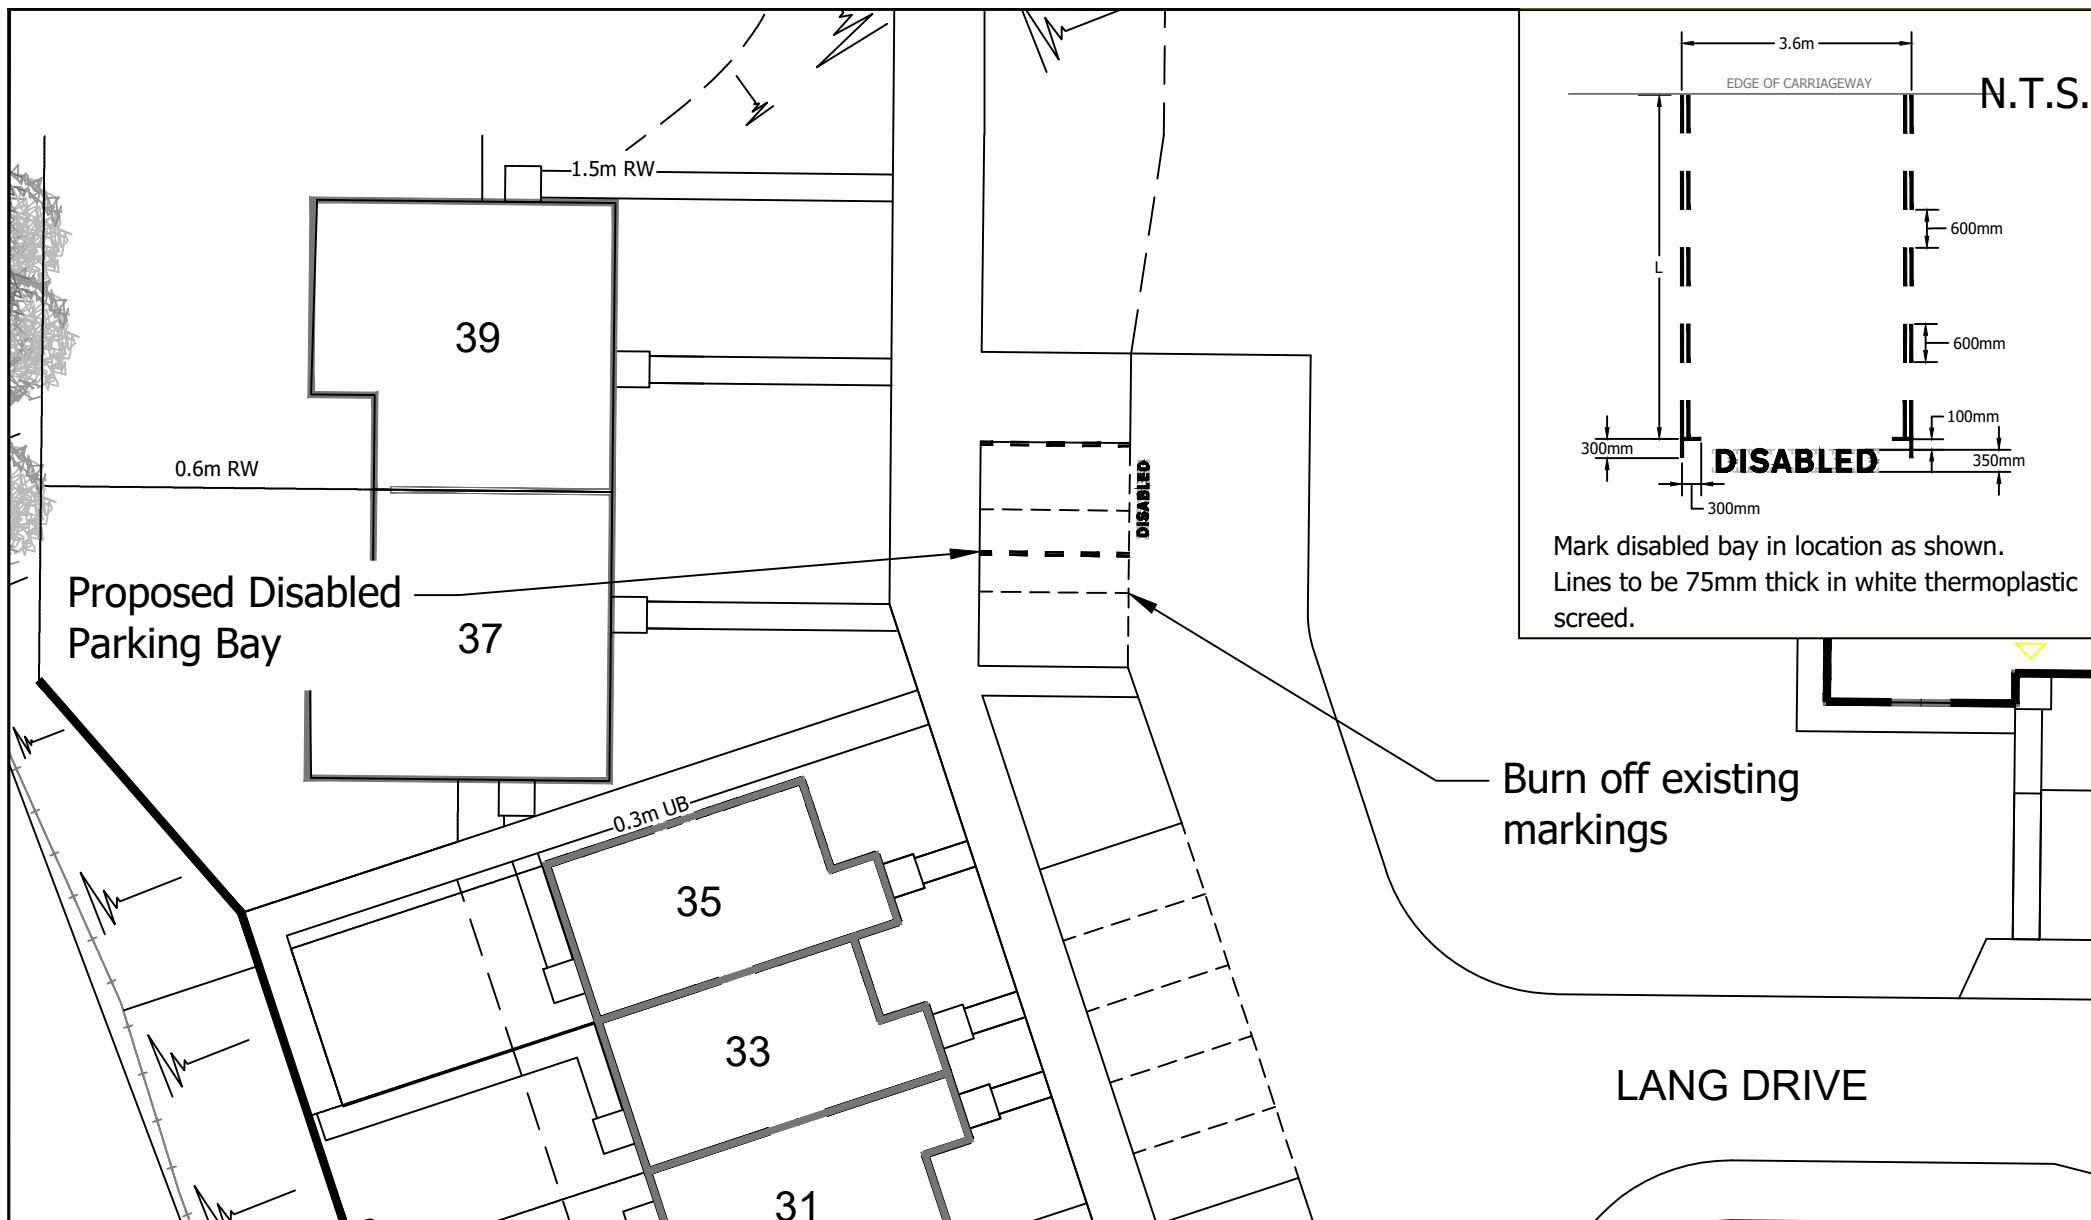 3.6m
EDGE OF CARRIAGEWAY
N.T.S.
1.5m RW
600mm
L
39
600mm
100mm
300mm
DISABLED
350mm
0.6m RW
DISABLED
300mm
Mark disabled bay in location as shown.
Lines to be 75mm thick in white thermoplastic
screed.
Proposed Disabled
Parking Bay
37
Burn off existing
markings
0.3m UB
35
33
LANG DRIVE
31